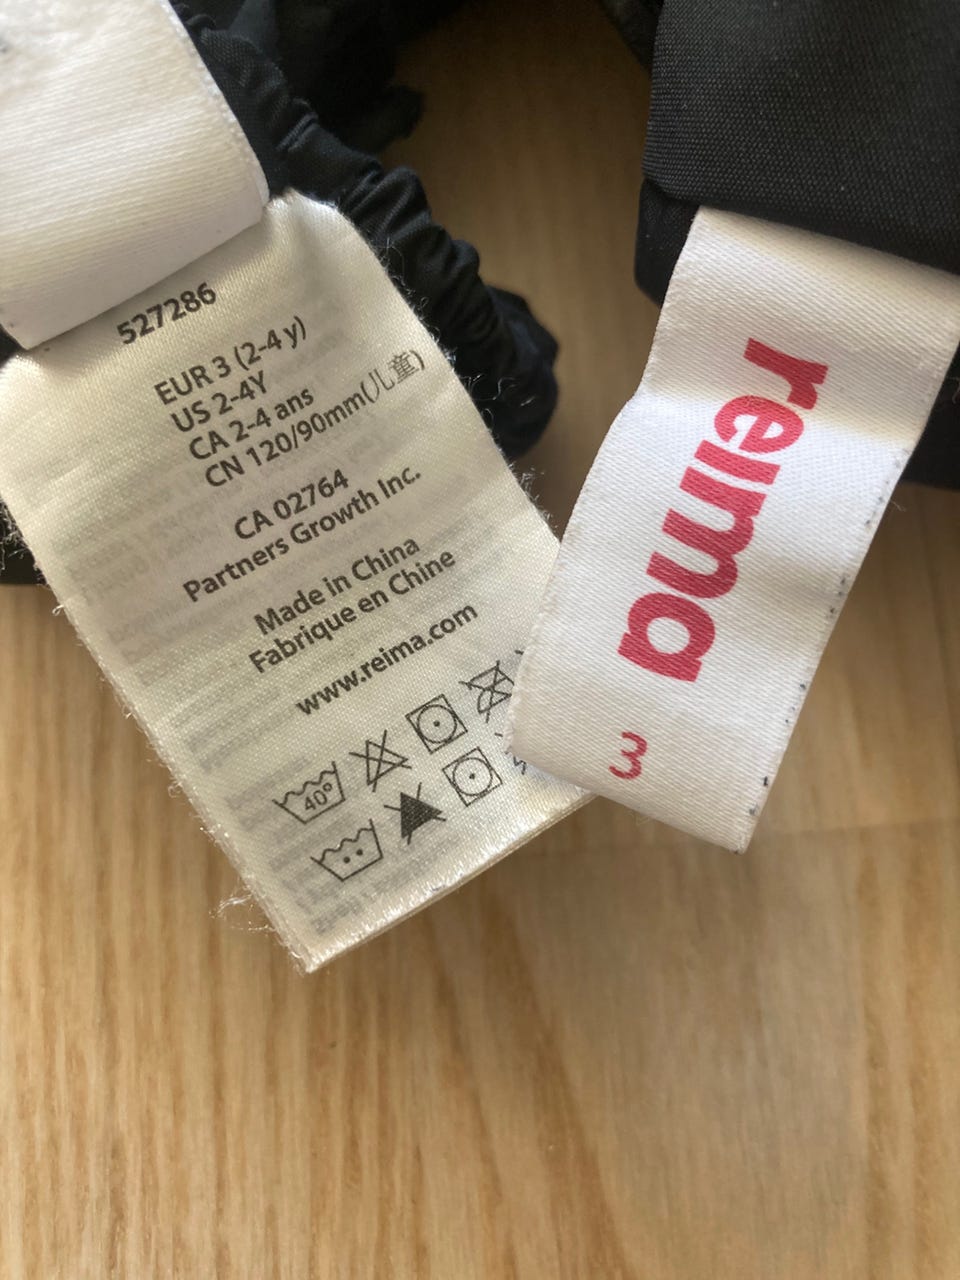 527286
EUR 3 (2-4 y)
US 2-4Y
CA 2-4 ans
CN 120/90mm(儿童)
CA 02764
Partners Growth Inc.
Made in China
Fabrique en Chine
www.reima.com
40°
reima
3